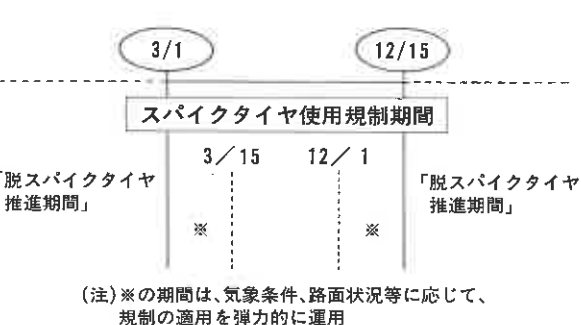 3/1
12/15
スパイクタイヤ使用規制期間
3/15
12/1
「脱スパイクタイヤ
推進期間」
「脱スパイクタイヤ
推進期間」
※
※
(注)※の期間は、気象条件、路面状況等に応じて、
規制の適用を弾力的に運用